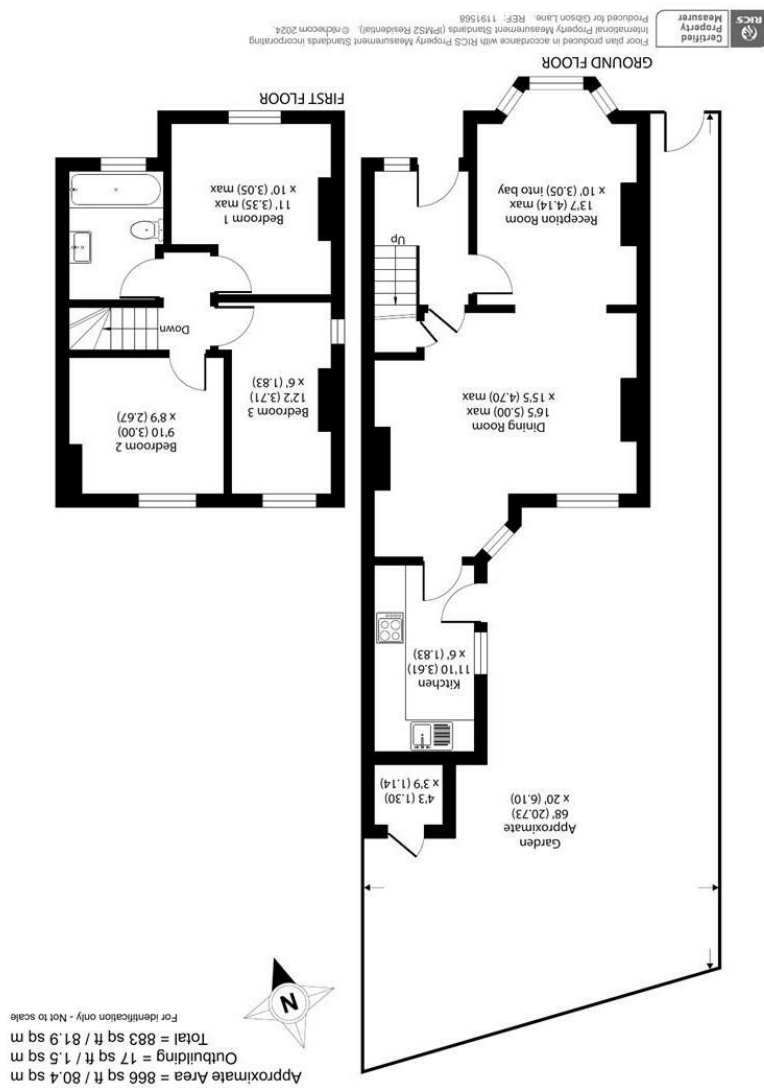 Approximate Area = 866 sq ft / 80.4 sq m
Outbuilding = 17 sq ft / 1.5 sq m
Total = 883 sq ft / 81.9 sq m
For identification only - Not to scale
N
Garden
Approximate
68' (20.73)
x 20' (6.10)
4'3 (1.30)
x 3'9 (1.14)
Kitchen
11'10 (3.61)
x 6' (1.83)
Dining Room
16'5 (5.00) max
x 15'5 (4.70) max
Up
Reception Room
13'7 (4.14) max
x 10' (3.05) into bay
GROUND FLOOR
Bedroom 2
9'10 (3.00)
x 8'9 (2.67)
Bedroom 3
12'2 (3.71)
x 6' (1.83)
Down
Bedroom 1
11' (3.35) max
x 10' (3.05) max
FIRST FLOOR
Certified
Property
Measurer
RICS
Floor plan produced in accordance with RICS Property Measurement Standards incorporating
International Property Measurement Standards (IPMS2 Residential). © nichecom 2024.
Produced for Gibson Lane. REF: 1191568